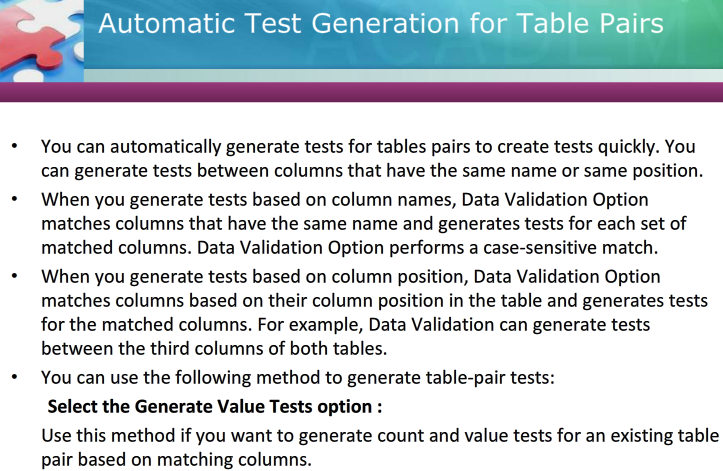 Automatic Test Generation for Table Pairs
ACADEM
• You can automatically generate tests for tables pairs to create tests quickly. You
can generate tests between columns that have the same name or same position.
• When you generate tests based on column names, Data Validation Option
matches columns that have the same name and generates tests for each set of
matched columns. Data Validation Option performs a case-sensitive match.
• When you generate tests based on column position, Data Validation Option
matches columns based on their column position in the table and generates tests
for the matched columns. For example, Data Validation can generate tests
between the third columns of both tables.
• You can use the following method to generate table-pair tests:
Select the Generate Value Tests option :
Use this method if you want to generate count and value tests for an existing table
pair based on matching columns.